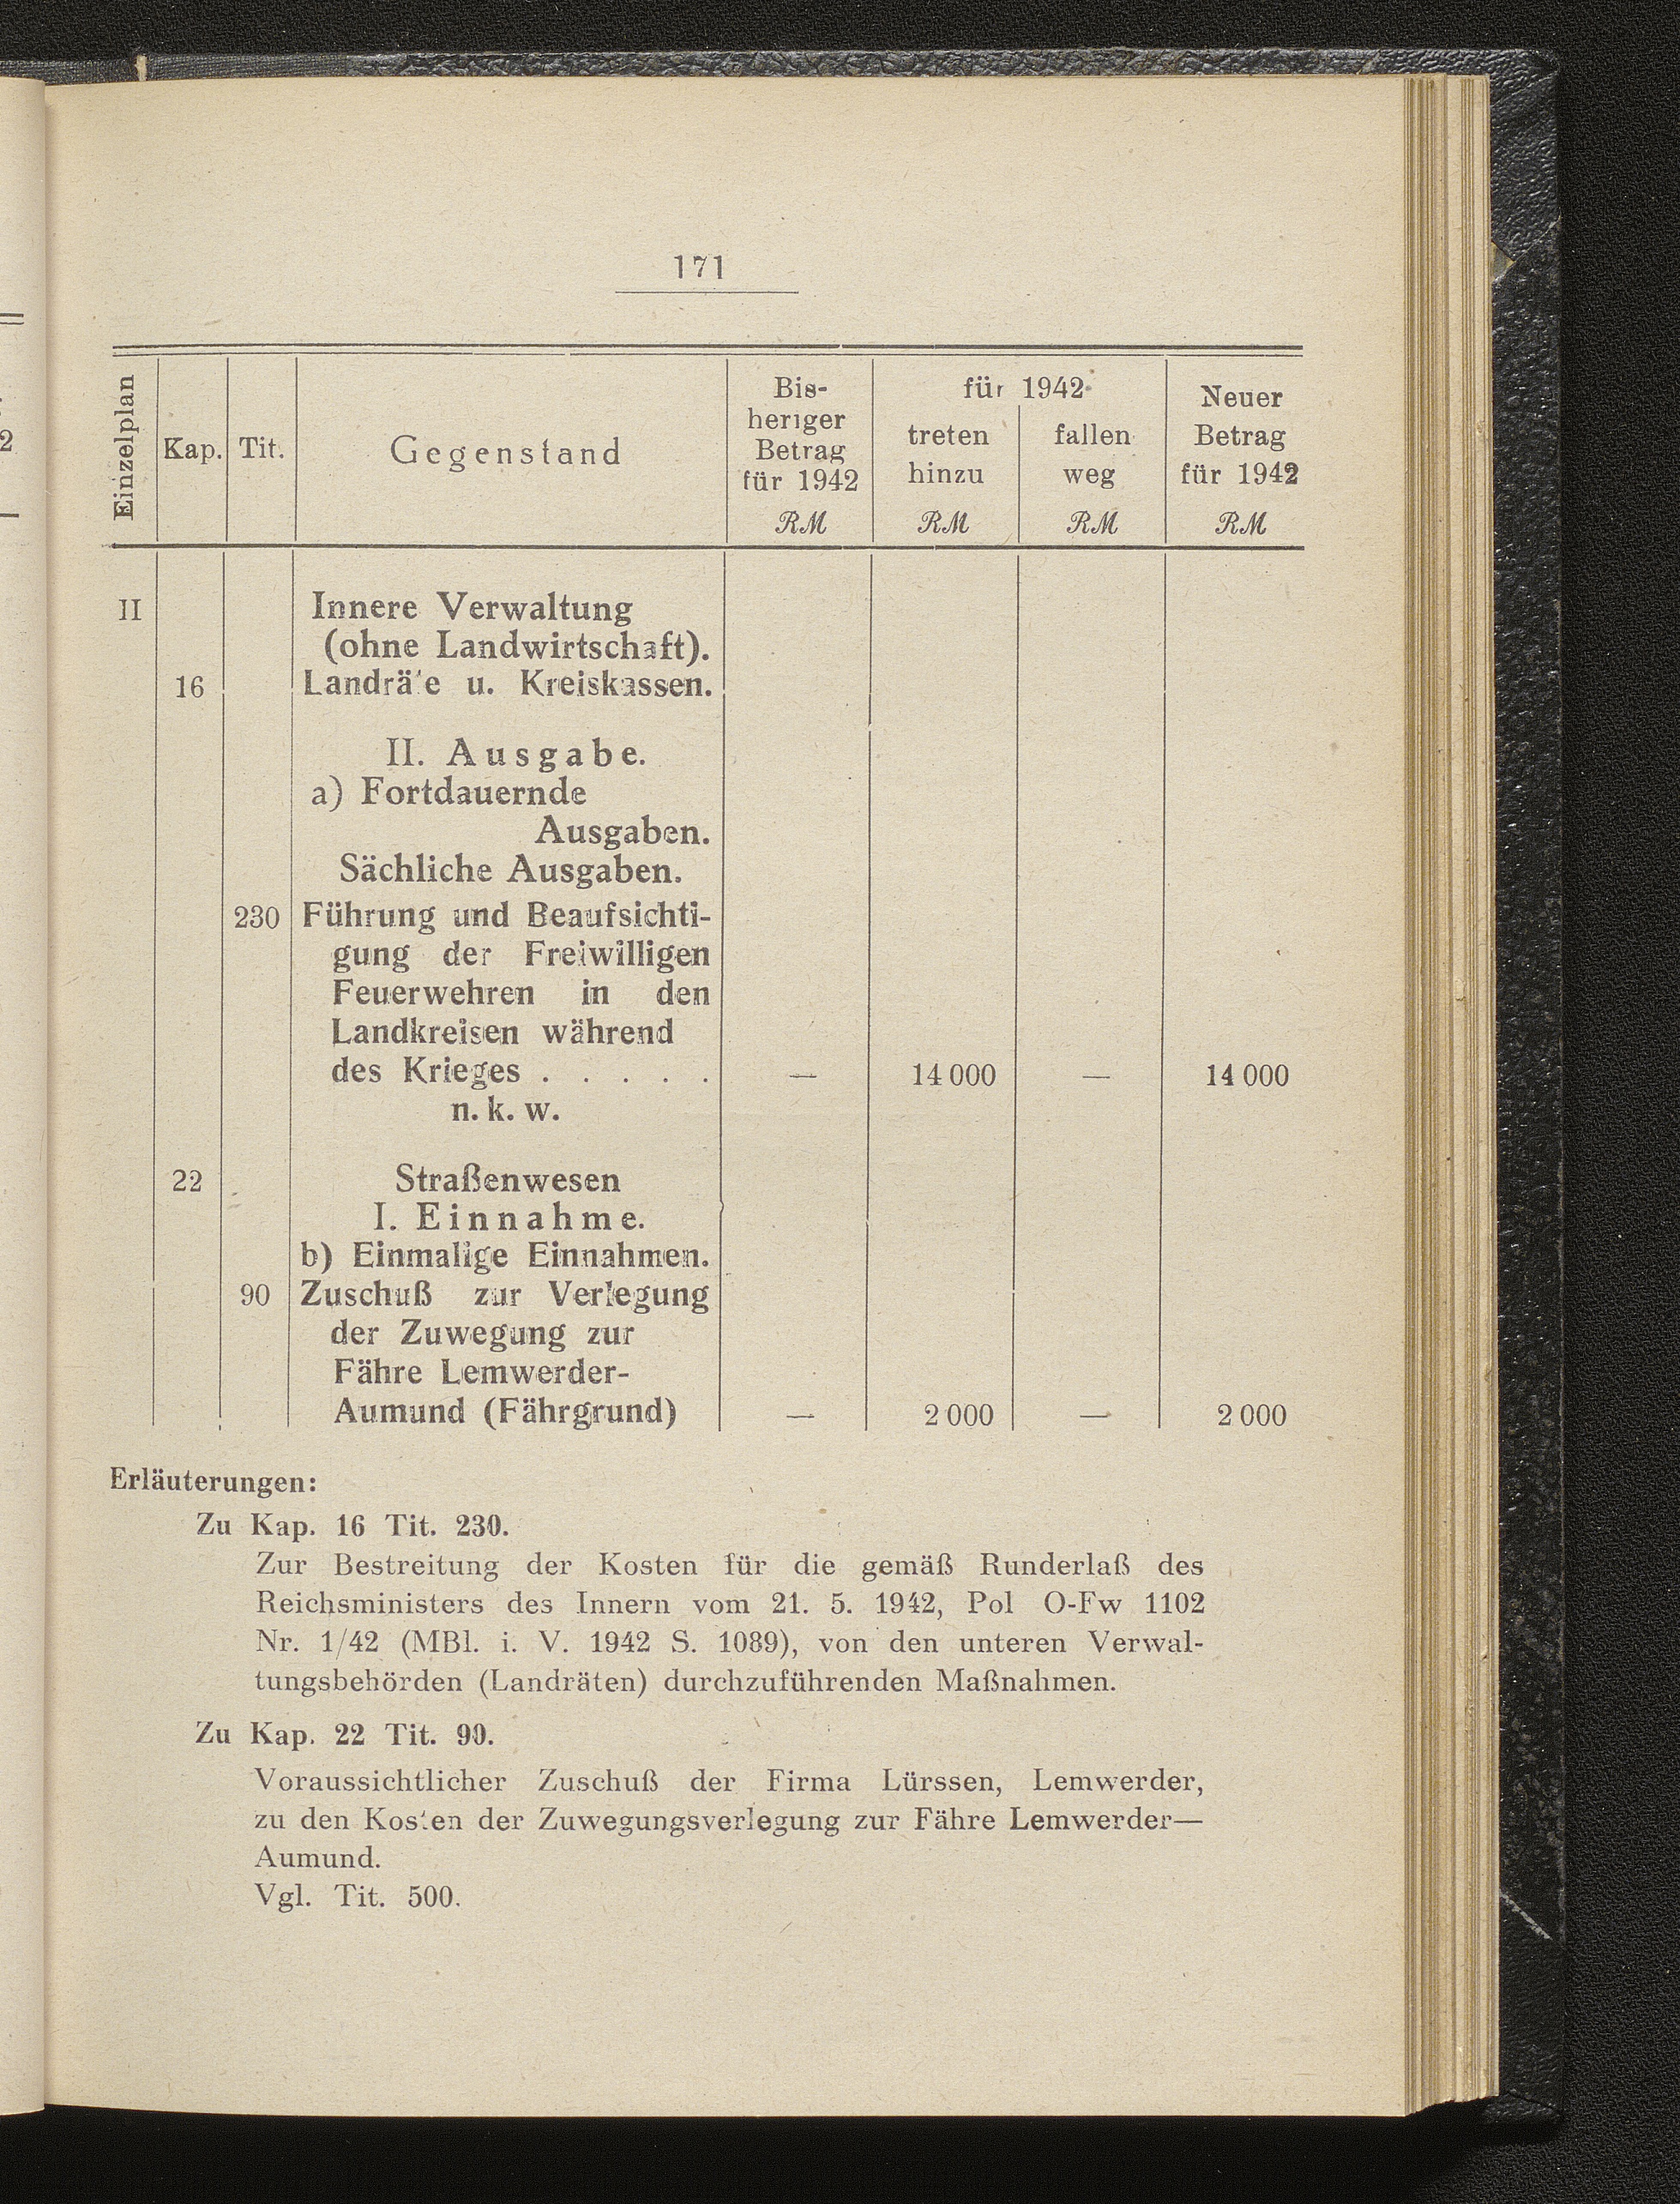 171
Einzelplan Kap. Tit. Gegenstand Bis- heriger Betrag für 1942 RM für 1942 treten hinzu RM fallen weg RM Neuer Betrag für 1942 RM
II Innere Verwaltung
(ohne Landwirtschaft).
16 Landräte u. Kreiskassen.
II. Ausgabe.
a) Fortdauernde
Ausgaben.
Sächliche Ausgaben.
230 Führung und Beaufsichti-
gung der Freiwilligen
Feuerwehren in den
Landkreisen während
des Krieges . . . . . — 14 000 — 14 000
n. k. w.
22 Straßenwesen
I. Einnahme.
b) Einmalige Einnahmen.
90 Zuschuß zur Verlegung
der Zuwegung zur
Fähre Lemwerder-
Aumund (Fährgrund) — 2 000 — 2 000
Erläuterungen:
Zu Kap. 16 Tit. 230.
Zur Bestreitung der Kosten für die gemäß Runderlaß des
Reichsministers des Innern vom 21. 5. 1942, Pol O-Fw 1102
Nr. 1/42 (MBl. i. V. 1942 S. 1089), von den unteren Verwal-
tungsbehörden (Landräten) durchzuführenden Maßnahmen.
Zu Kap. 22 Tit. 90.
Voraussichtlicher Zuschuß der Firma Lürssen, Lemwerder,
zu den Kosten der Zuwegungsverlegung zur Fähre Lemwerder—
Aumund.
Vgl. Tit. 500.
2